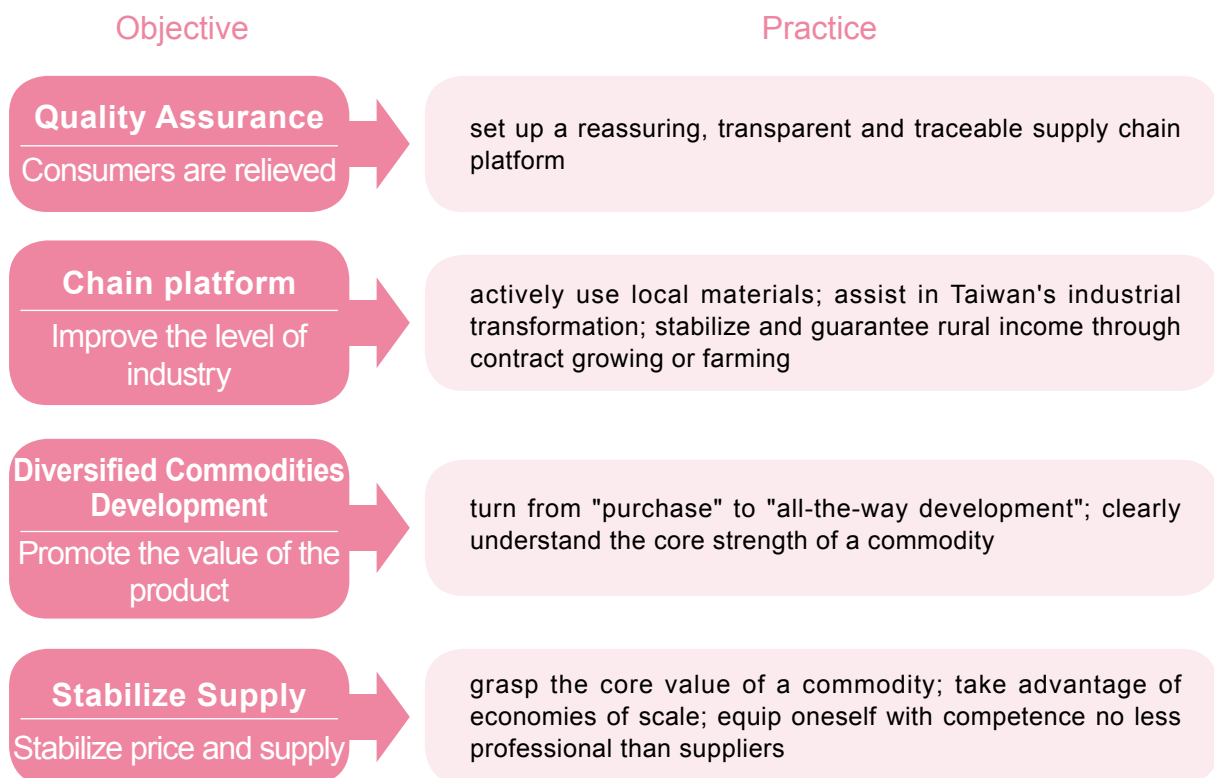 Objective
Practice
Quality Assurance
Consumers are relieved
set up a reassuring, transparent and traceable supply chain
platform
Chain platform
Improve the level of
industry
actively use local materials; assist in Taiwan's industrial
transformation; stabilize and guarantee rural income through
contract growing or farming
Diversified Commodities
Development
Promote the value of the
product
turn from "purchase" to "all-the-way development"; clearly
understand the core strength of a commodity
Stabilize Supply
Stabilize price and supply
grasp the core value of a commodity; take advantage of
economies of scale; equip oneself with competence no less
professional than suppliers